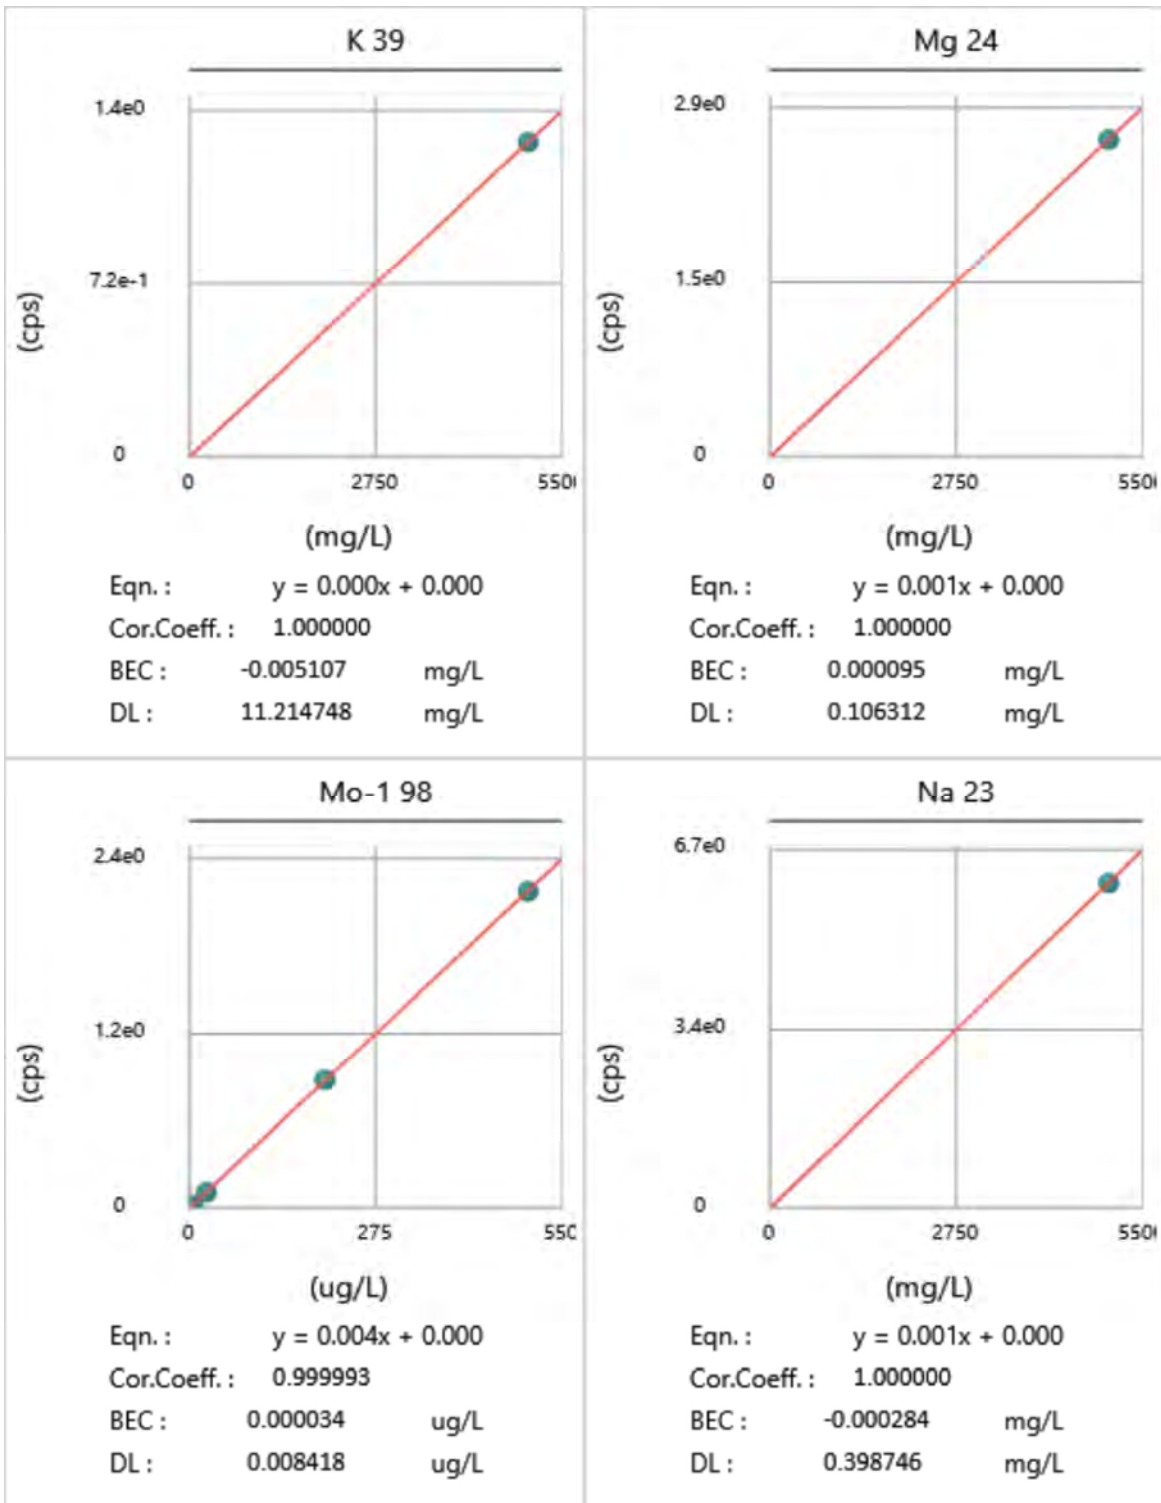 K 39
1.4e0
7.2e-1
(cps)
0
0 2750 550
(mg/L)
Eqn. : y = 0.000x + 0.000
Cor.Coeff. : 1.000000
BEC : -0.005107 mg/L
DL : 11.214748 mg/L
Mg 24
2.9e0
1.5e0
(cps)
0
0 2750 550
(mg/L)
Eqn. : y = 0.001x + 0.000
Cor.Coeff. : 1.000000
BEC : 0.000095 mg/L
DL : 0.106312 mg/L
Mo-1 98
2.4e0
1.2e0
(cps)
0
0 275 550
(ug/L)
Eqn. : y = 0.004x + 0.000
Cor.Coeff. : 0.999993
BEC : 0.000034 ug/L
DL : 0.008418 ug/L
Na 23
6.7e0
3.4e0
(cps)
0
0 2750 550
(mg/L)
Eqn. : y = 0.001x + 0.000
Cor.Coeff. : 1.000000
BEC : -0.000284 mg/L
DL : 0.398746 mg/L